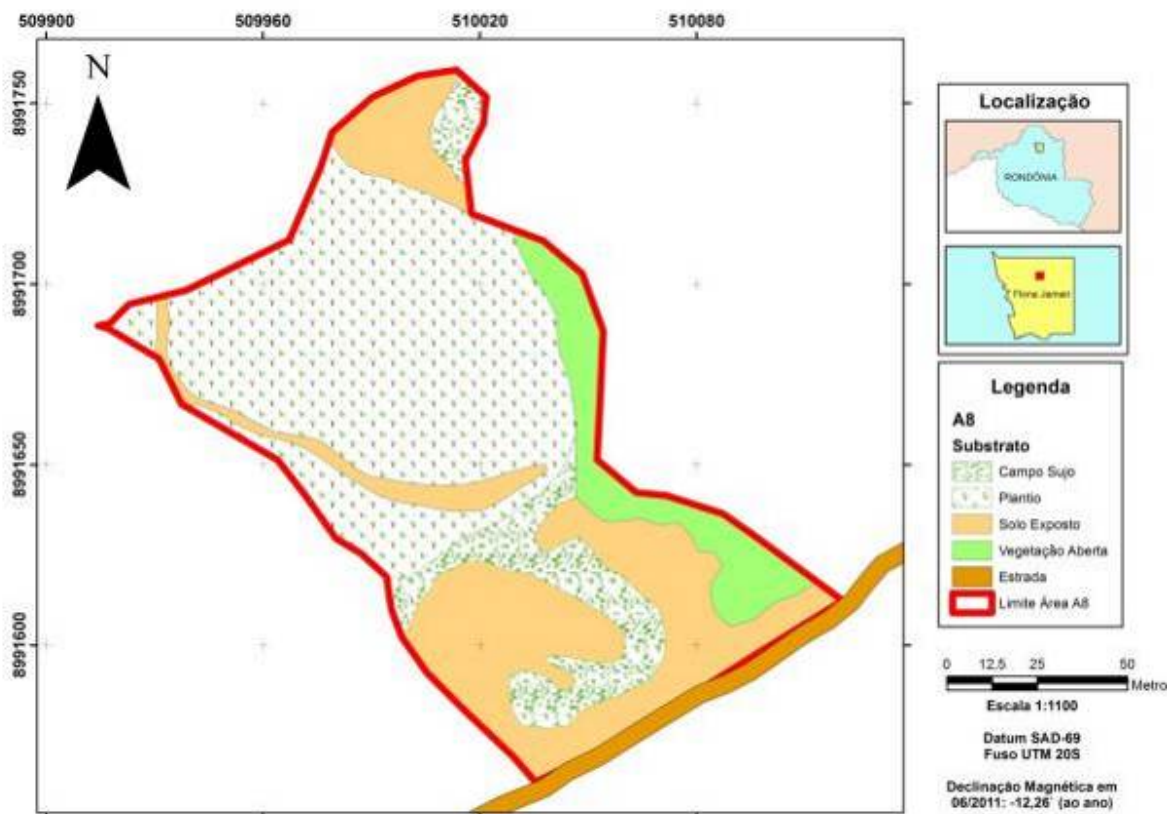 509900 509960 510020 510080
8991750
8991700
8991650
8991600
N
Localização
RONDÔNIA
Flona Jamari
Legenda
A8
Substrato
Campo Sujo
Plantio
Solo Exposto
Vegetação Aberta
Estrada
Limite Área A8
0 12,5 25 50
Metro
Escala 1:1100
Datum SAD-69
Fuso UTM 20S
Declinação Magnética em
06/2011: -12,26` (ao ano)